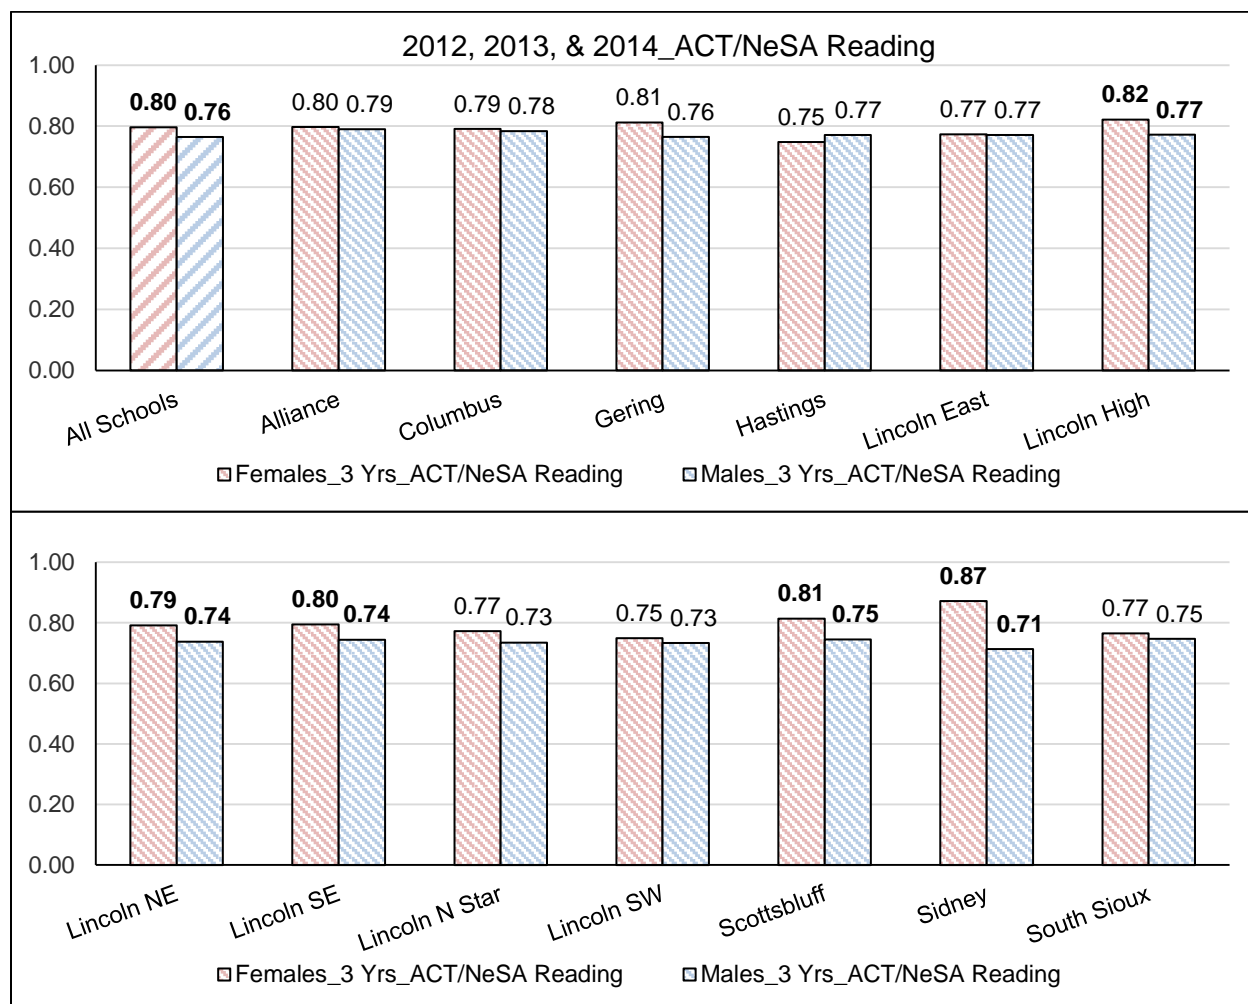 2012, 2013, & 2014_ACT/NeSA Reading
1.00
0.80
0.60
0.40
0.20
0.00
0.80 0.76 0.80 0.79 0.79 0.78 0.81 0.76 0.75 0.77 0.77 0.77 0.82 0.77
All Schools Alliance Columbus Gering Hastings Lincoln East Lincoln High
Females_3 Yrs_ACT/NeSA Reading Males_3 Yrs_ACT/NeSA Reading
1.00
0.80
0.60
0.40
0.20
0.00
0.79 0.74 0.80 0.74 0.77 0.73 0.75 0.73 0.81 0.75 0.87 0.71 0.77 0.75
Lincoln NE Lincoln SE Lincoln N Star Lincoln SW Scottsbluff Sidney South Sioux
Females_3 Yrs_ACT/NeSA Reading Males_3 Yrs_ACT/NeSA Reading